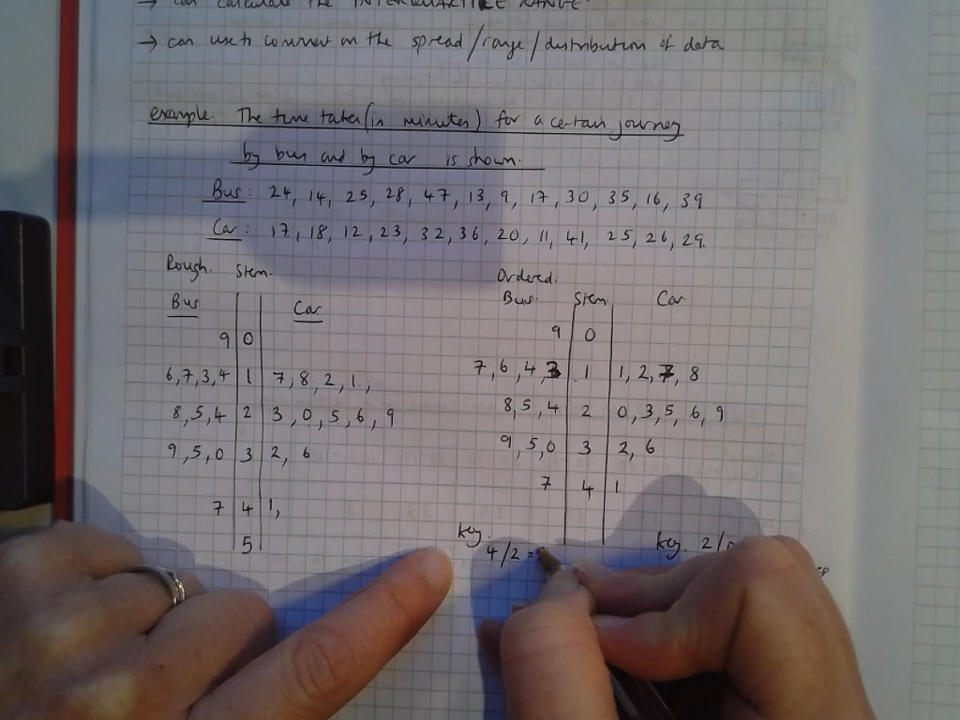 → can calculate the INTERQUARTILE RANGE.
→ can use to comment on the spread/range/distribution of data
example. The time taken (in minutes) for a certain journey
by bus and by car is shown.
Bus: 24, 14, 25, 28, 47, 13, 9, 17, 30, 35, 16, 39
Car: 17, 18, 12, 23, 32, 36, 20, 11, 41, 25, 26, 29.
Rough. Stem.
Bus Car
9 0
6,7,3,4 1 7, 8, 2, 1,
8,5,4 2 3, 0, 5, 6, 9
9,5,0 3 2, 6
7 4 1,
5
Ordered.
Bus. Stem. Car
9 0
7,6,4,3 1 1, 2, 7, 8
8,5,4 2 0,3,5,6,9
9,5,0 3 2, 6
7 4 1
key. key. 2/
4/2 =